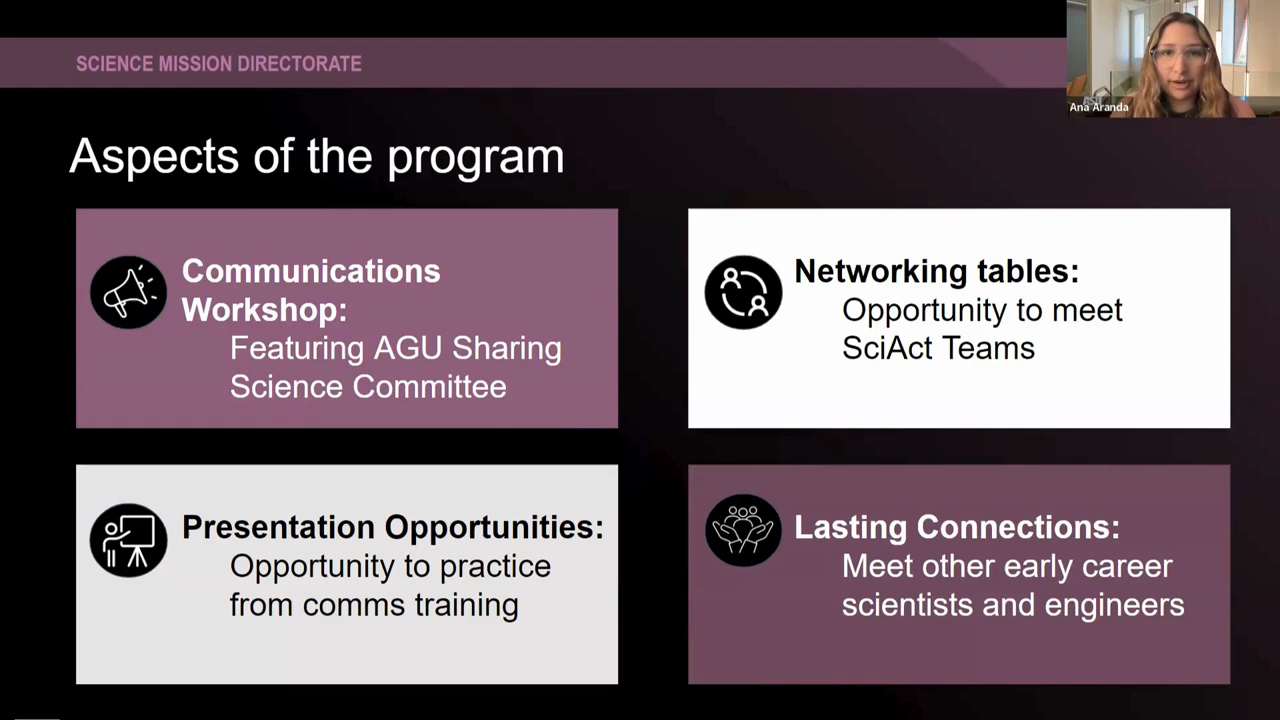 SCIENCE MISSION DIRECTORATE
Ana Aranda
Aspects of the program
Communications
Workshop:
Featuring AGU Sharing
Science Committee
Networking tables:
Opportunity to meet
SciAct Teams
Presentation Opportunities:
Opportunity to practice
from comms training
Lasting Connections:
Meet other early career
scientists and engineers